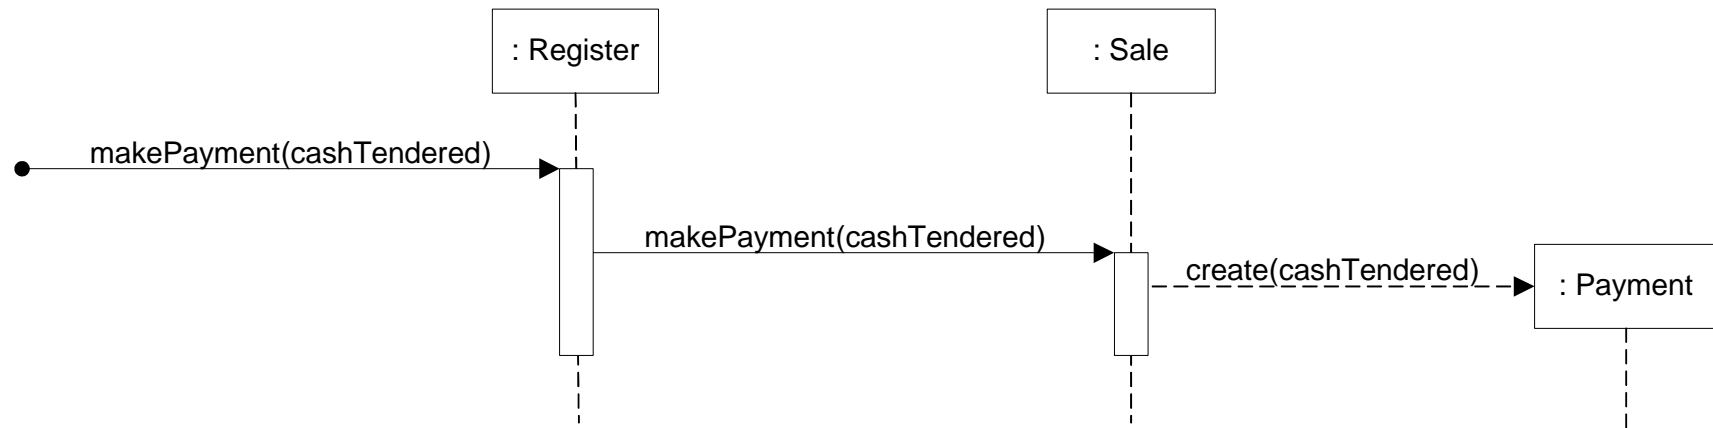 : Register
: Sale
makePayment(cashTendered)
makePayment(cashTendered)
create(cashTendered)
: Payment